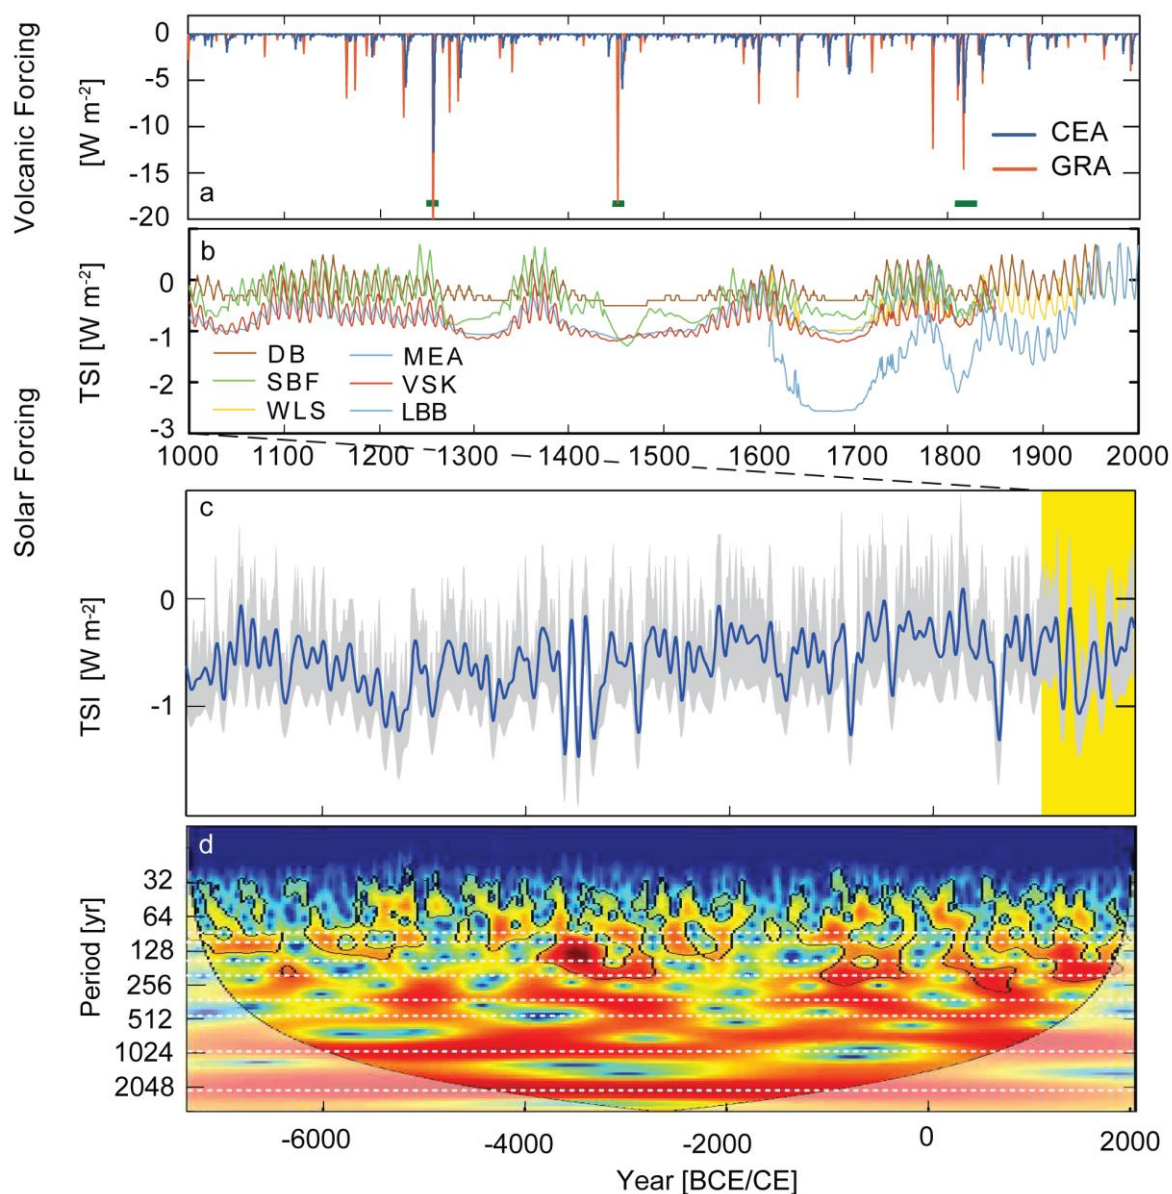 Volcanic Forcing
[W m-2]
0
-5
-10
-15
-20
a
CEA
GRA
Solar Forcing
TSI [W m-2]
b
0
-1
-2
-3
DB
MEA
SBF
VSK
WLS
LBB
1000 1100 1200 1300 1400 1500 1600 1700 1800 1900 2000
TSI [W m-2]
c
0
-1
Period [yr]
d
32
64
128
256
512
1024
2048
-6000 -4000 -2000 0 2000
Year [BCE/CE]